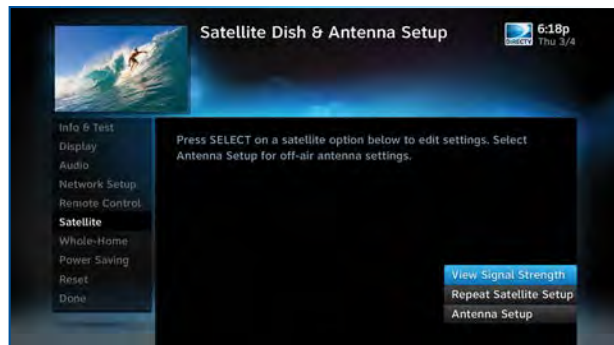 Satellite Dish & Antenna Setup
DIRECTV
6:18p
Thu 3/4
Info & Test
Display
Audio
Network Setup
Remote Control
Satellite
Whole-Home
Power Saving
Reset
Done
Press SELECT on a satellite option below to edit settings. Select
Antenna Setup for off-air antenna settings.
View Signal Strength
Repeat Satellite Setup
Antenna Setup